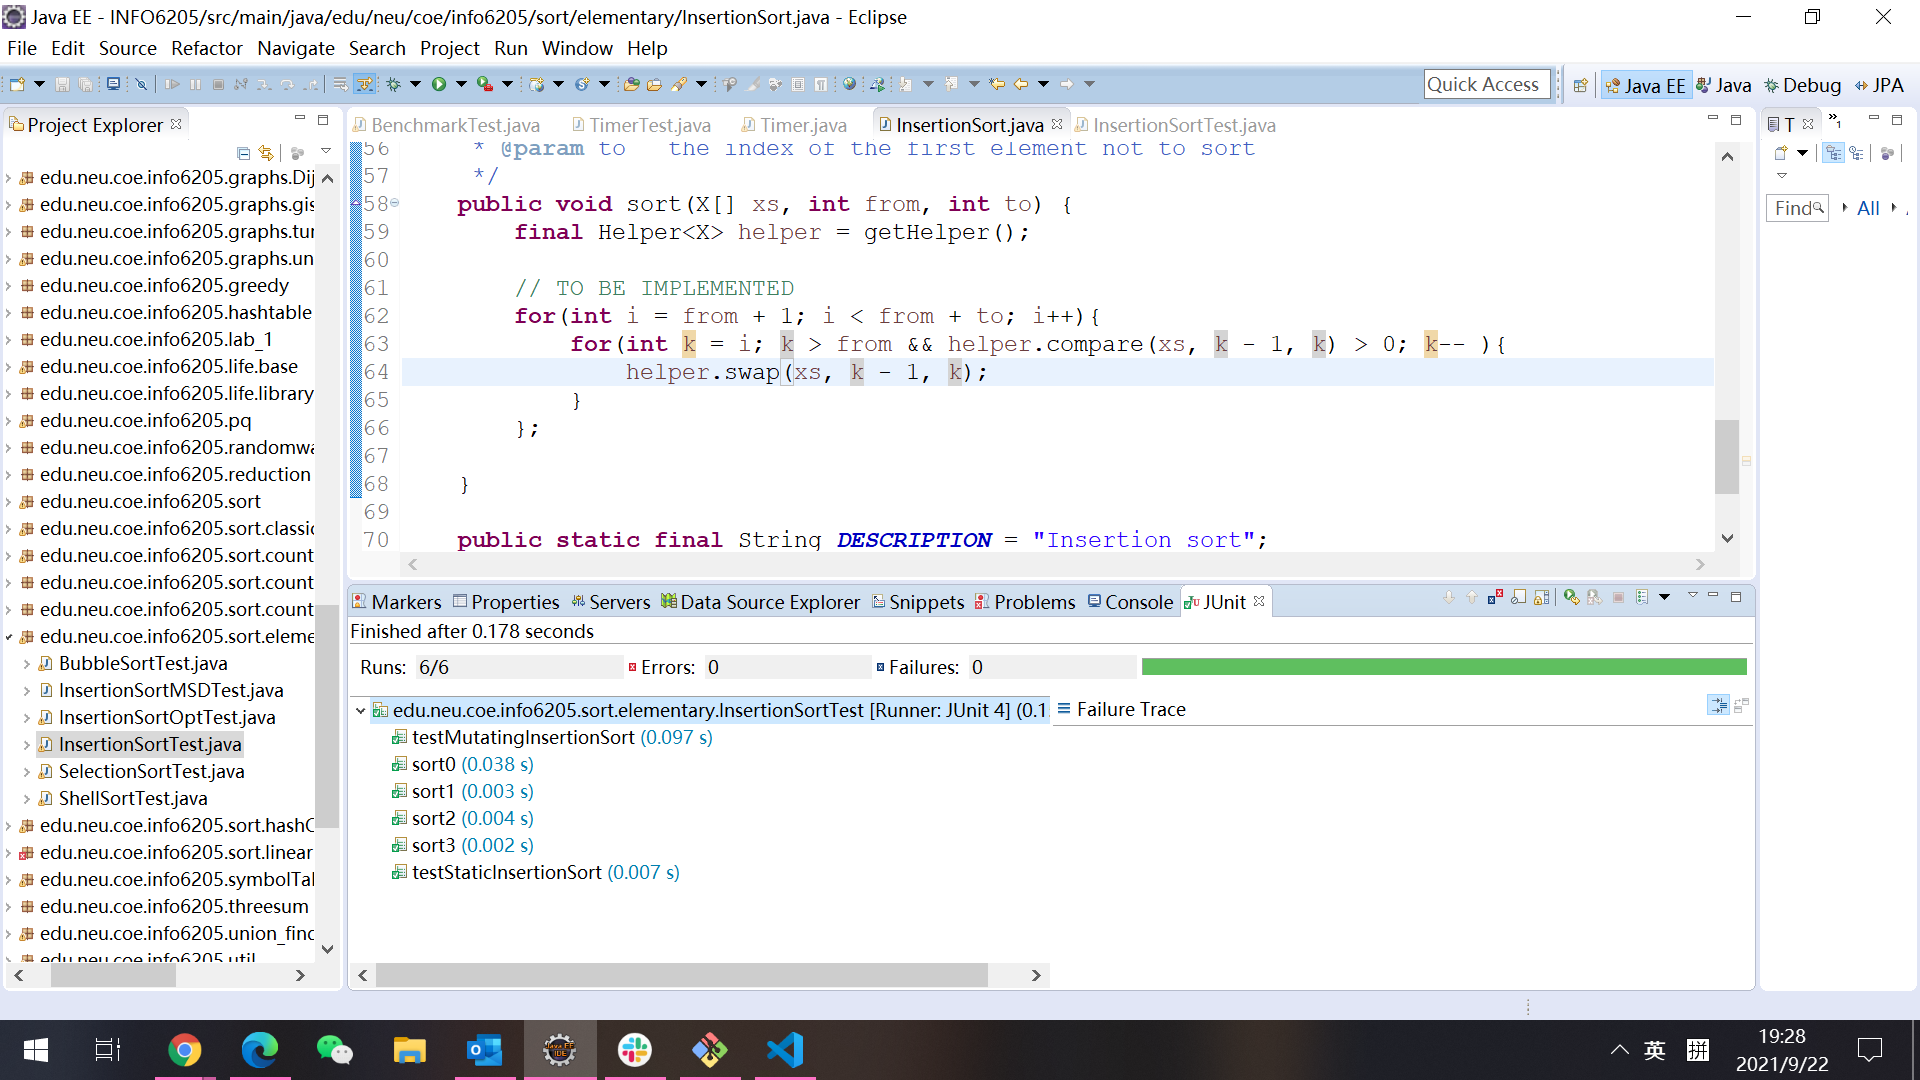 Java EE - INFO6205/src/main/java/edu/neu/coe/info6205/sort/elementary/InsertionSort.java - Eclipse
File Edit Source Refactor Navigate Search Project Run Window Help
Quick Access
Java EE Java Debug JPA
Project Explorer
edu.neu.coe.info6205.graphs.Dij
edu.neu.coe.info6205.graphs.gis
edu.neu.coe.info6205.graphs.tun
edu.neu.coe.info6205.graphs.un
edu.neu.coe.info6205.greedy
edu.neu.coe.info6205.hashtable
edu.neu.coe.info6205.lab_1
edu.neu.coe.info6205.life.base
edu.neu.coe.info6205.life.library
edu.neu.coe.info6205.pq
edu.neu.coe.info6205.randomwa
edu.neu.coe.info6205.reduction
edu.neu.coe.info6205.sort
edu.neu.coe.info6205.sort.classic
edu.neu.coe.info6205.sort.count
edu.neu.coe.info6205.sort.count
edu.neu.coe.info6205.sort.count
edu.neu.coe.info6205.sort.eleme
BubbleSortTest.java
InsertionSortMSDTest.java
InsertionSortOptTest.java
InsertionSortTest.java
SelectionSortTest.java
ShellSortTest.java
edu.neu.coe.info6205.sort.hashC
edu.neu.coe.info6205.sort.linear
edu.neu.coe.info6205.symbolTal
edu.neu.coe.info6205.threesum
edu.neu.coe.info6205.union_find
edu.neu.coe.info6205.util
BenchmarkTest.java TimerTest.java Timer.java InsertionSort.java InsertionSortTest.java
56 * @param to the index of the first element not to sort
57 */
58 public void sort(X[] xs, int from, int to) {
59 final Helper<X> helper = getHelper();
60
61 // TO BE IMPLEMENTED
62 for(int i = from + 1; i < from + to; i++){
63 for(int k = i; k > from && helper.compare(xs, k - 1, k) > 0; k-- ){
64 helper.swap(xs, k - 1, k);
65 }
66 };
67
68 }
69
70 public static final String DESCRIPTION = "Insertion sort";
T
1
Find All
Markers Properties Servers Data Source Explorer Snippets Problems Console JUnit
Finished after 0.178 seconds
Runs: 6/6 Errors: 0 Failures: 0
edu.neu.coe.info6205.sort.elementary.InsertionSortTest [Runner: JUnit 4] (0.1
Failure Trace
testMutatingInsertionSort (0.097 s)
sort0 (0.038 s)
sort1 (0.003 s)
sort2 (0.004 s)
sort3 (0.002 s)
testStaticInsertionSort (0.007 s)
英 拼
19:28
2021/9/22